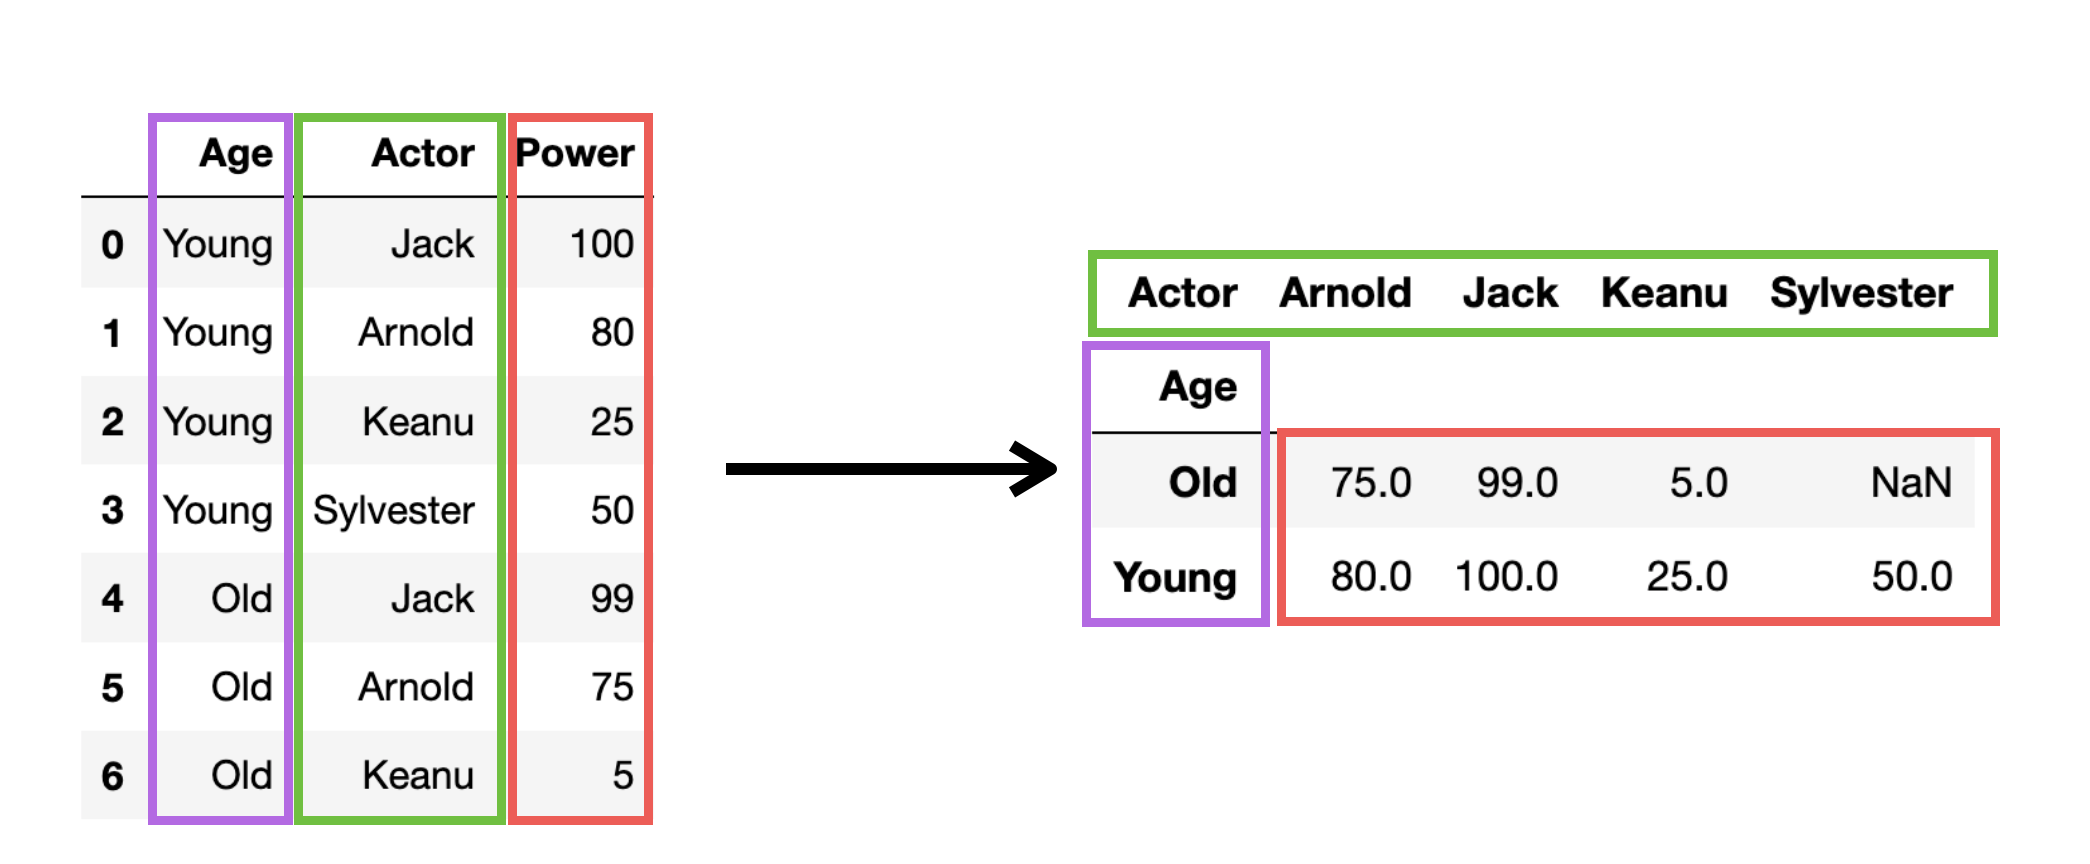 Age Actor Power
0 Young Jack 100
1 Young Arnold 80
2 Young Keanu 25
3 Young Sylvester 50
4 Old Jack 99
5 Old Arnold 75
6 Old Keanu 5
Actor Arnold Jack Keanu Sylvester
Age
Old 75.0 99.0 5.0 NaN
Young 80.0 100.0 25.0 50.0